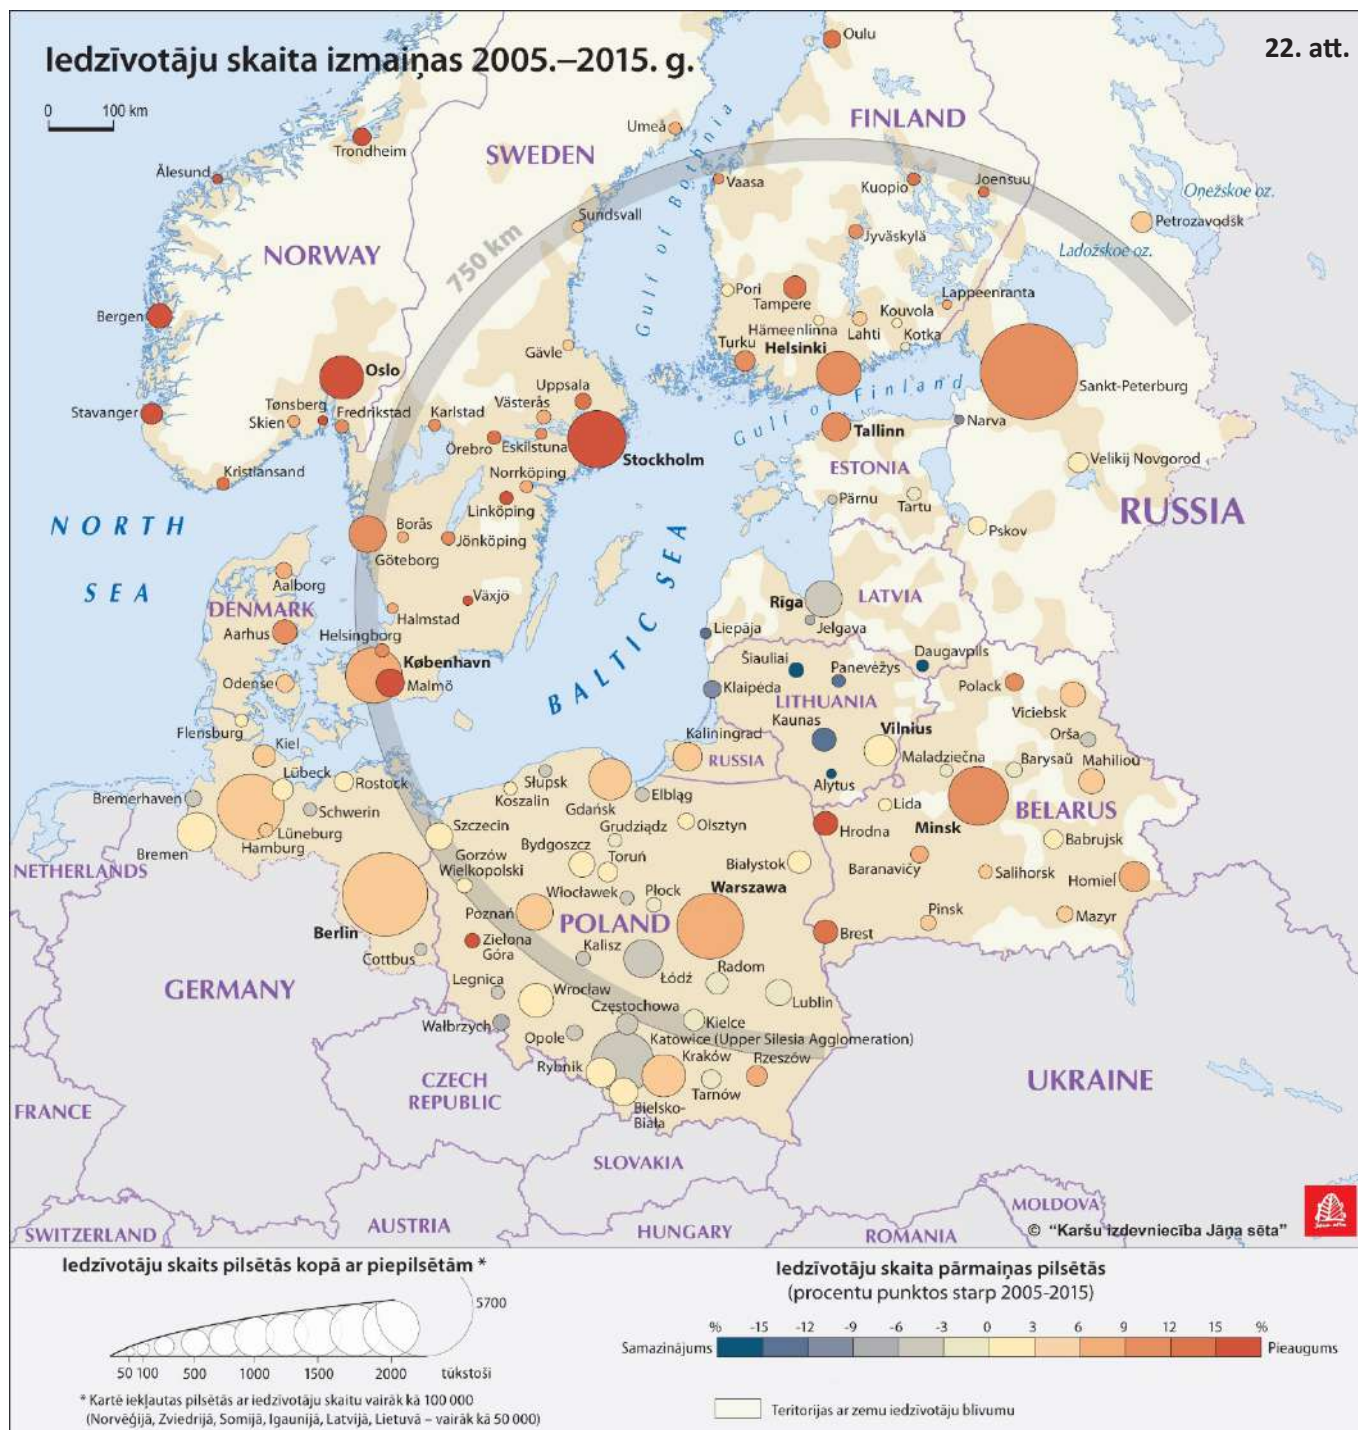 Iedzīvotāju skaita izmaiņas 2005.–2015. g.
22. att.
0 100 km
Oulu
Trondheim
Umeå
FINLAND
SWEDEN
Ålesund
Vaasa
Kuopio
Joensuu
Oņežskoe oz.
Gulf of Bothnia
Sundsvall
Petrozavodsk
Jyväskylä
Ladožskoe oz.
NORWAY
750 km
Pori
Tampere
Lappeenranta
Bergen
Kouvola
Hämeenlinna
Lahti
Kotka
Gävle
Turku
Helsinki
Oslo
Uppsala
Sankt-Peterburg
Gulf of Finland
Stavanger
Tønsberg
Fredrikstad
Karlstad
Västerås
Skien
Narva
Tallinn
Örebro
Eskilstuna
Stockholm
Velikij Novgorod
Kristiansand
Norrköping
ESTONIA
Linköping
Pärnu
Tartu
NORTH
SEA
RUSSIA
Borås
Pskov
Göteborg
Jönköping
Aalborg
BALTIC SEA
DENMARK
Växjö
Rīga
LATVIA
Halmstad
Aarhus
Helsingborg
Liepāja
Jelgava
København
Šiauliai
Daugavpils
Odense
Malmö
Panevėžys
Klaipėda
Polack
LITHUANIA
Viciebsk
Flensburg
Kaunas
Vilnius
Kaliningrad
Orša
Kiel
Maladziečna
Barysaŭ
Mahilioŭ
RUSSIA
Lübeck
Rostock
Słupsk
Alytus
Bremerhaven
Koszalin
Gdańsk
Elbląg
Schwerin
Lida
BELARUS
Lüneburg
Szczecin
Grudziądz
Olsztyn
Hrodna
Minsk
Hamburg
Bremen
Bydgoszcz
Toruń
Babrujsk
NETHERLANDS
Gorzów
Wielkopolski
Białystok
Baranavičy
Salihorsk
Homieĺ
Włocławek
Płock
Warszawa
Poznań
POLAND
Pinsk
Mazyr
Berlin
Zielona
Góra
Brest
Cottbus
Kalisz
Łódź
Radom
Legnica
GERMANY
Wrocław
Lublin
Częstochowa
Wałbrzych
Kielce
Opole
Katowice (Upper Silesia Agglomeration)
Kraków
Rzeszów
Rybnik
CZECH
REPUBLIC
Tarnów
UKRAINE
Bielsko-
Biała
FRANCE
SLOVAKIA
MOLDOVA
SWITZERLAND
AUSTRIA
HUNGARY
ROMANIA
© “Karšu izdevniecība Jāņa sēta”
Iedzīvotāju skaits pilsētās kopā ar piepilsētām *
5700
50 100 500 1000 1500 2000 tūkstoši
* Kartē iekļautas pilsētās ar iedzīvotāju skaitu vairāk kā 100 000
(Norvēģijā, Zviedrijā, Somijā, Igaunijā, Latvijā, Lietuvā – vairāk kā 50 000)
Iedzīvotāju skaita pārmaiņas pilsētās
(procentu punktos starp 2005-2015)
% -15 -12 -9 -6 -3 0 3 6 9 12 15 %
Samazinājums
Pieaugums
Teritorijas ar zemu iedzīvotāju blīvumu